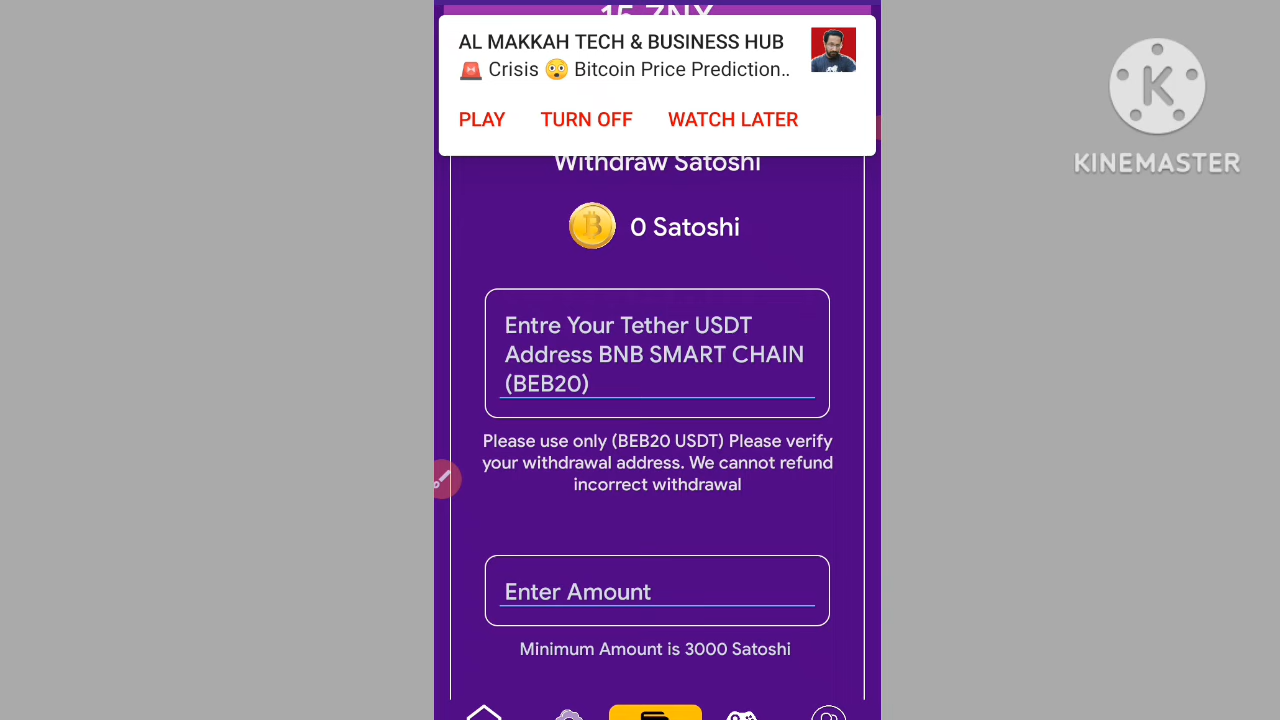 15 ZNX
AL MAKKAH TECH & BUSINESS HUB
🚨 Crisis 😲 Bitcoin Price Prediction..
PLAY TURN OFF WATCH LATER
Withdraw Satoshi
0 Satoshi
Entre Your Tether USDT
Address BNB SMART CHAIN
(BEB20)
Please use only (BEB20 USDT) Please verify
your withdrawal address. We cannot refund
incorrect withdrawal
Enter Amount
Minimum Amount is 3000 Satoshi
K
KINEMASTER